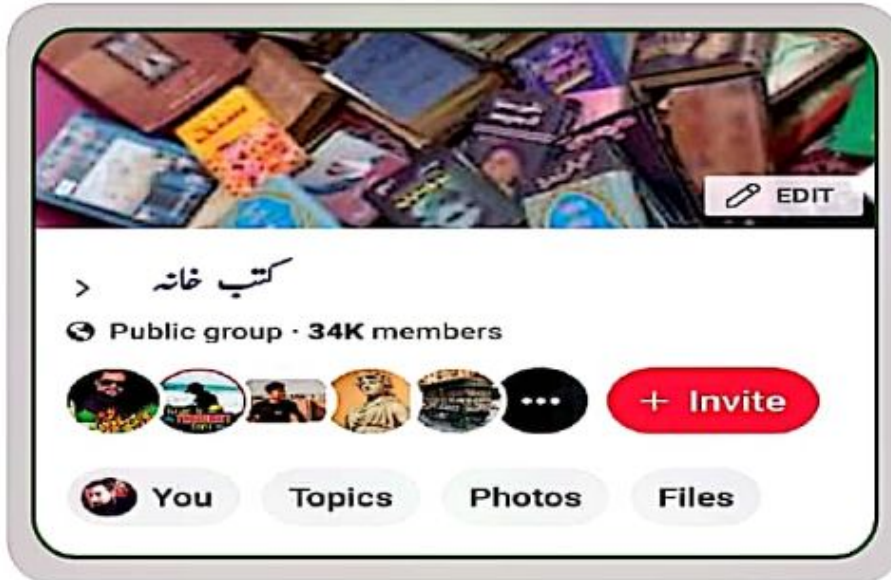 EDIT
کتب خانہ
Public group · 34K members
+ Invite
You Topics Photos Files